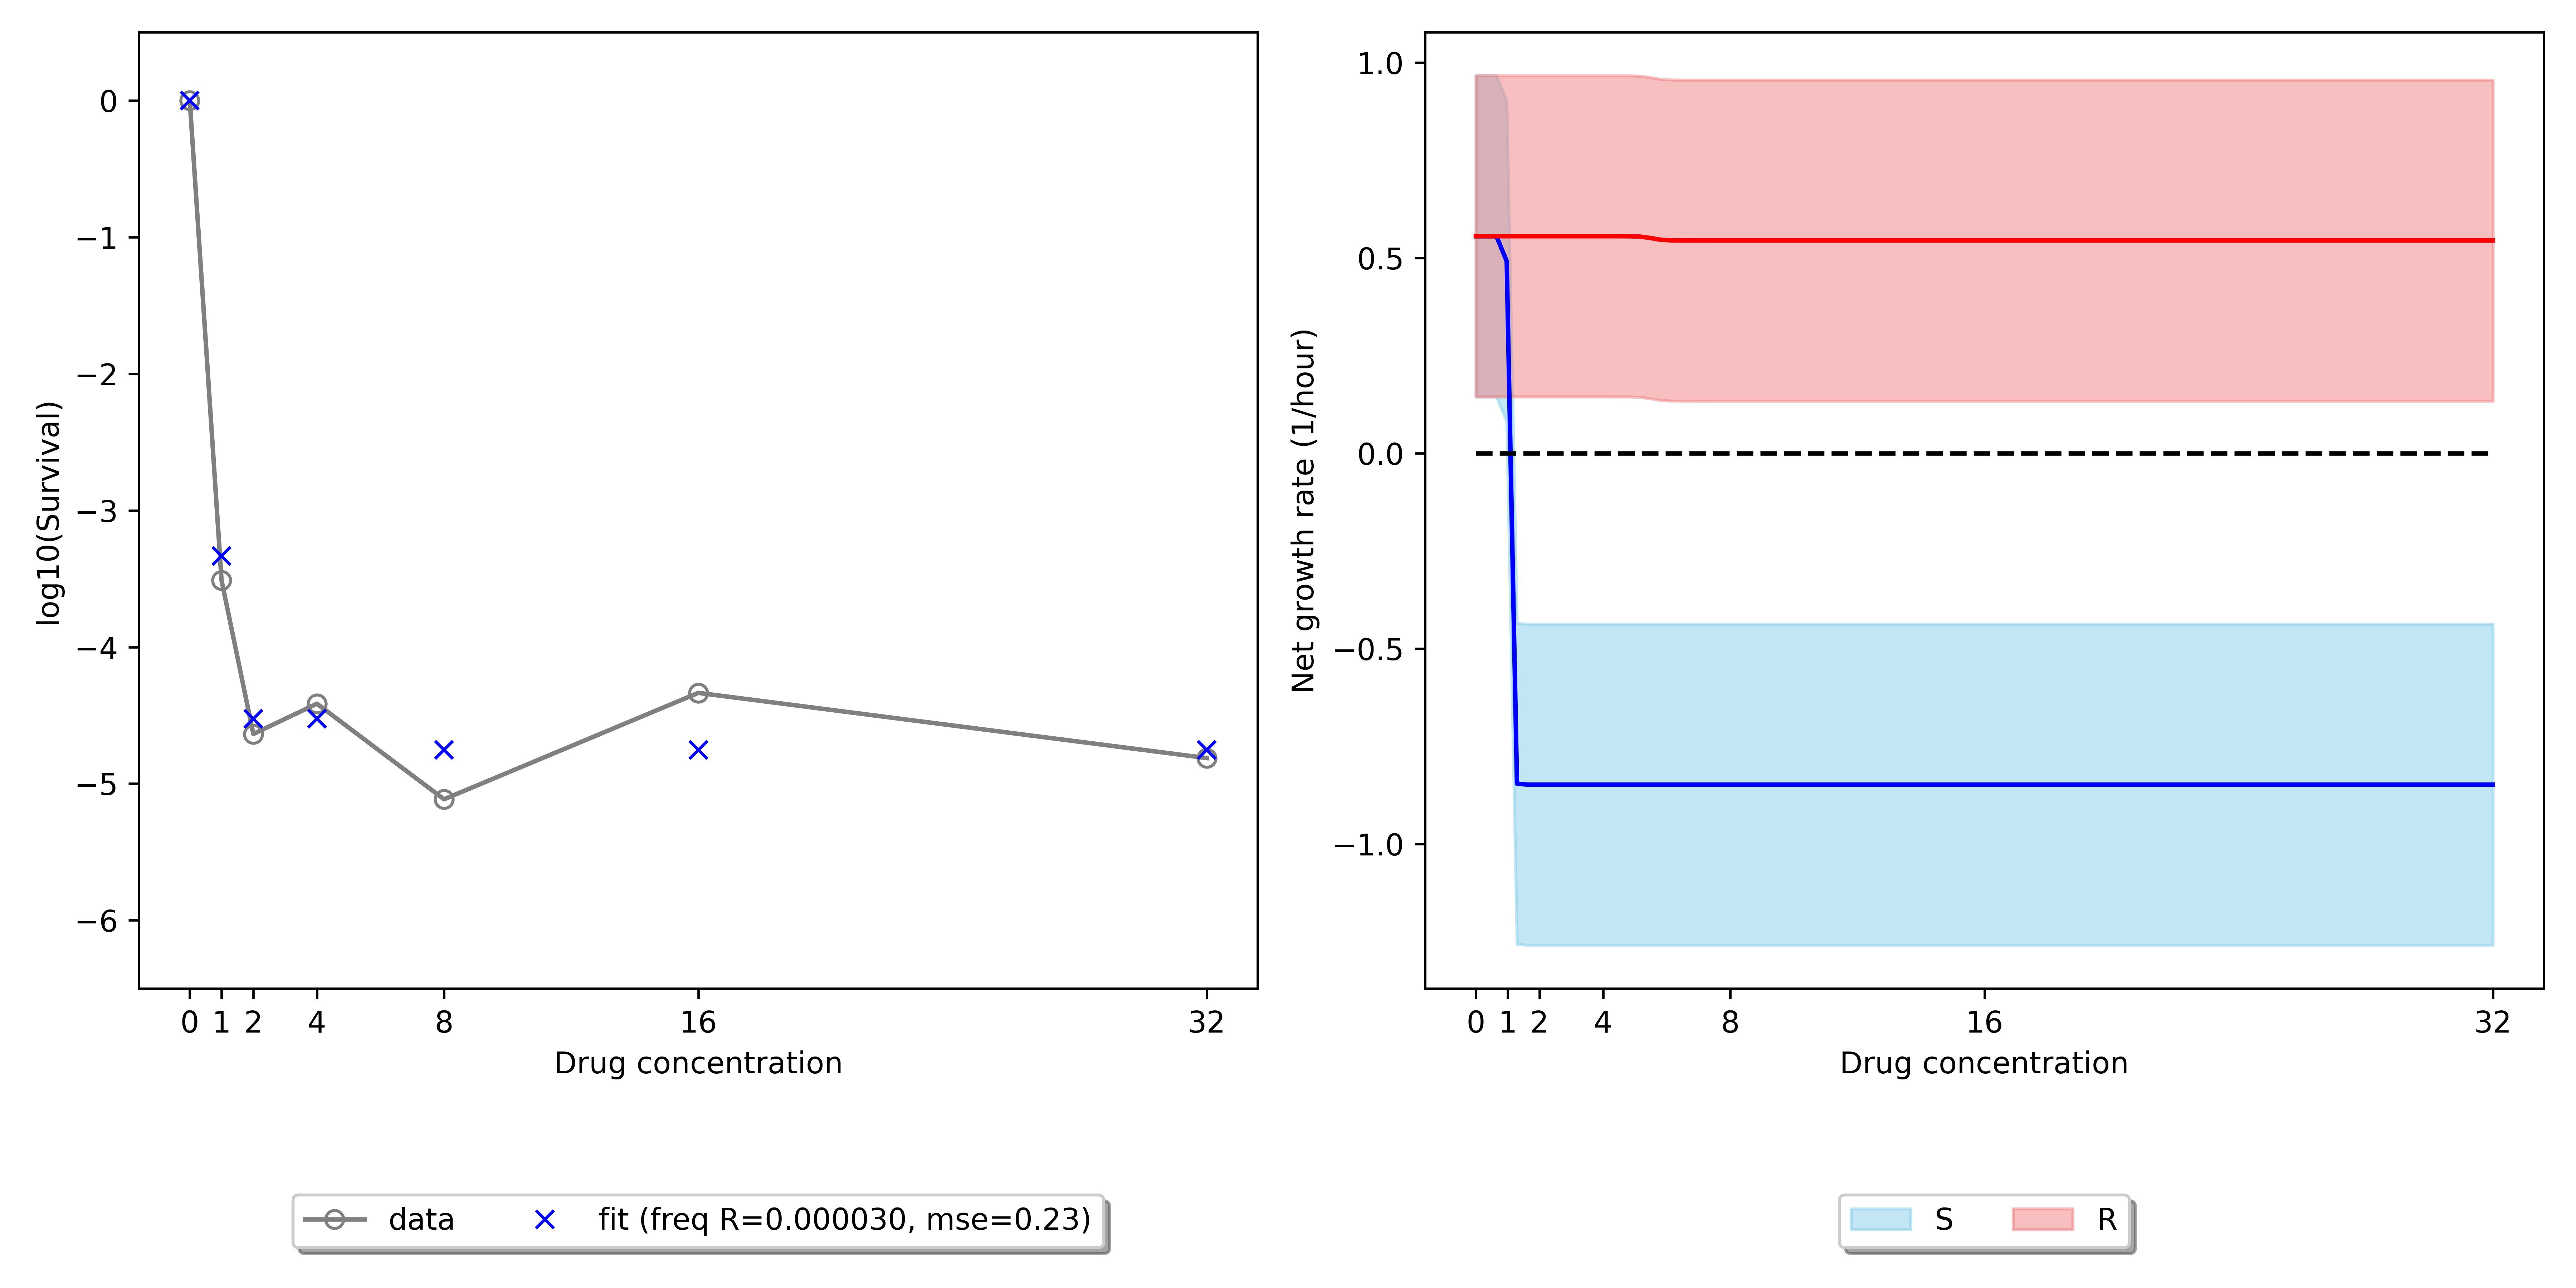 log10(Survival)
0
−1
−2
−3
−4
−5
−6
0 1 2 4 8 16 32
Drug concentration
data
fit (freq R=0.000030, mse=0.23)
Net growth rate (1/hour)
1.0
0.5
0.0
−0.5
−1.0
0 1 2 4 8 16 32
Drug concentration
S
R